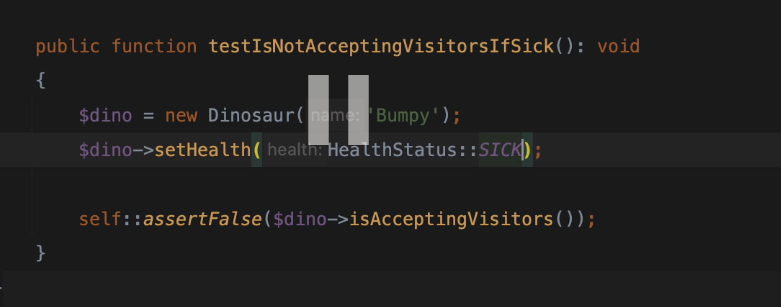 public function testIsNotAcceptingVisitorsIfSick(): void
{
$dino = new Dinosaur( name: 'Bumpy');
$dino->setHealth( health: HealthStatus::SICK);
self::assertFalse($dino->isAcceptingVisitors());
}